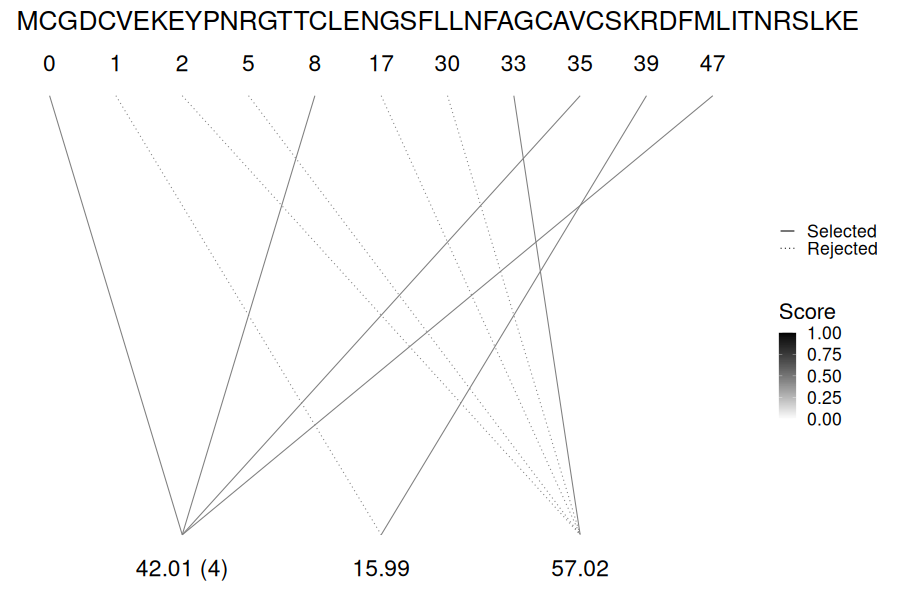 MCGDCVEKEYPNRGTTCLENGSFLLNFAGCAVCSKRDFMLITNRSLKE
0 1 2 5 8 17 30 33 35 39 47
Selected
Rejected
Score
1.00
0.75
0.50
0.25
0.00
42.01 (4) 15.99 57.02